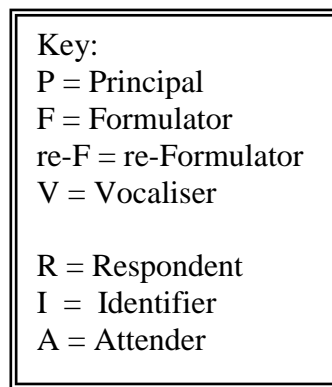 Key:
P = Principal
F = Formulator
re-F = re-Formulator
V = Vocaliser
R = Respondent
I = Identifier
A = Attender